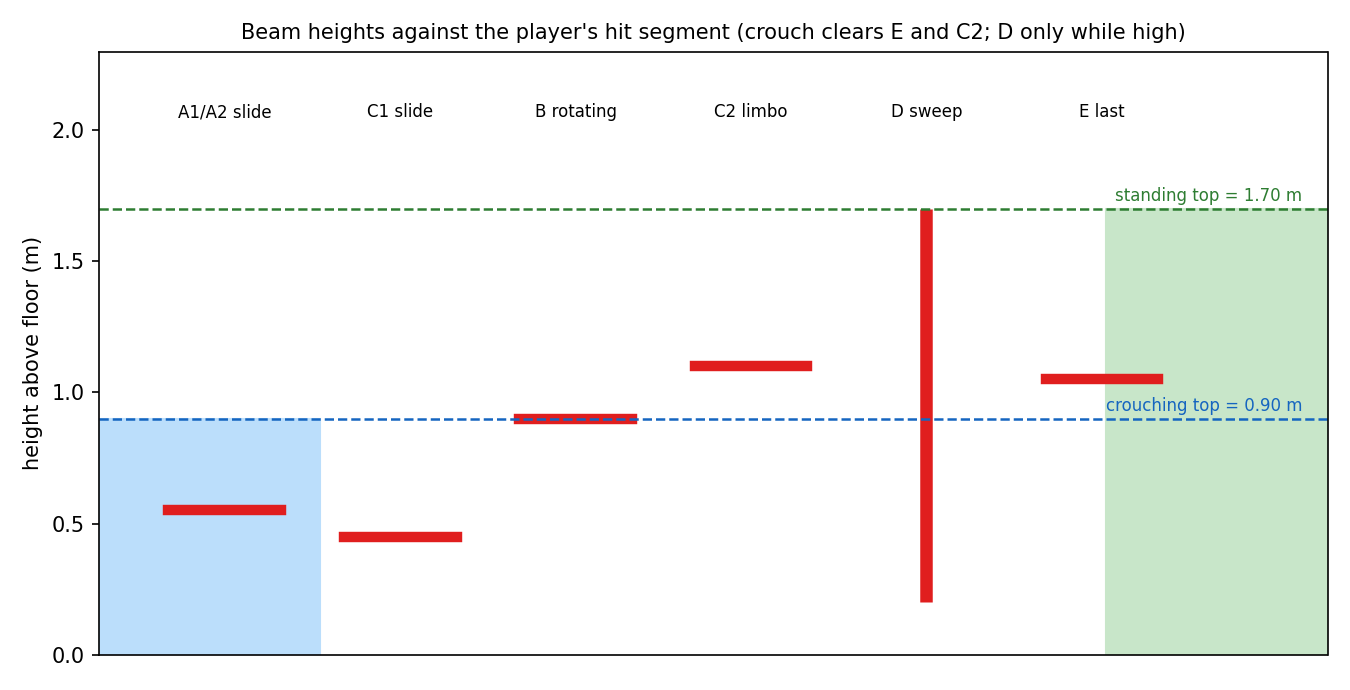 Beam heights against the player's hit segment (crouch clears E and C2; D only while high)
A1/A2 slide
C1 slide
B rotating
C2 limbo
D sweep
E last
standing top = 1.70 m
crouching top = 0.90 m
height above floor (m)
2.0
1.5
1.0
0.5
0.0